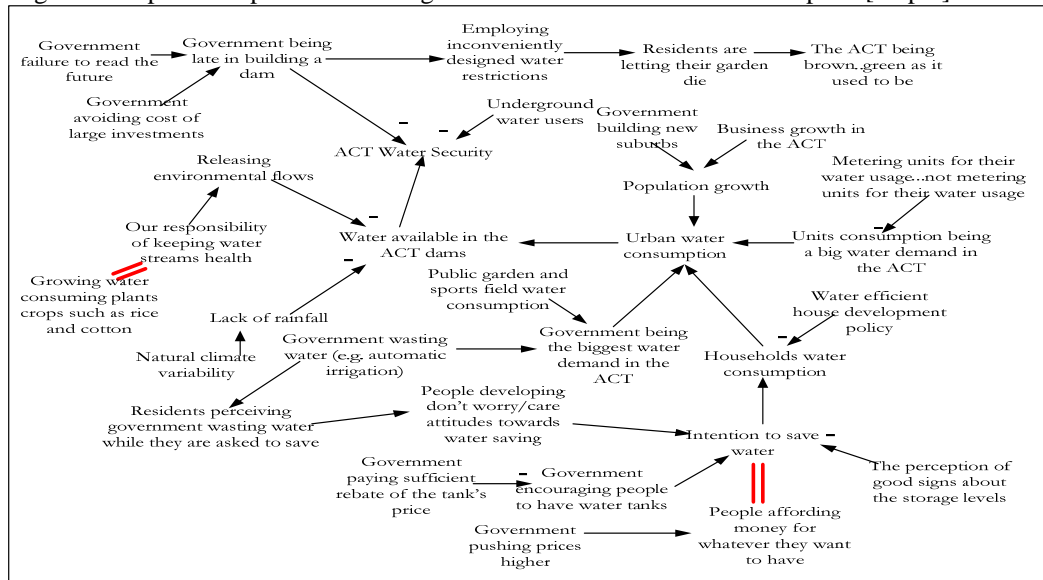 Government
failure to read the
future
Government being
late in building a
dam
Employing
inconveniently
designed water
restrictions
Residents are
letting their garden
die
The ACT being
brown..green as it
used to be
Government
avoiding cost of
large investments
Underground
water users
Government
building new
suburbs
Business growth in
the ACT
ACT Water Security
Releasing
environmental flows
Population growth
Metering units for their
water usage...not metering
units for their water usage
Our responsibility
of keeping water
streams health
Water available in the
ACT dams
Urban water
consumption
Units consumption being
a big water demand in
the ACT
Growing water
consuming plants
crops such as rice
and cotton
Public garden and
sports field water
consumption
Water efficient
house development
policy
Lack of rainfall
Natural climate
variability
Government wasting
water (e.g. automatic
irrigation)
Government being
the biggest water
demand in the
ACT
Households water
consumption
Residents perceiving
government wasting water
while they are asked to save
People developing
don't worry/care
attitudes towards
water saving
Intention to save
water
The perception of
good signs about
the storage levels
Government
paying sufficient
rebate of the tank's
price
Government
encouraging people
to have water tanks
Government
pushing prices
higher
People affording
money for
whatever they want
to have